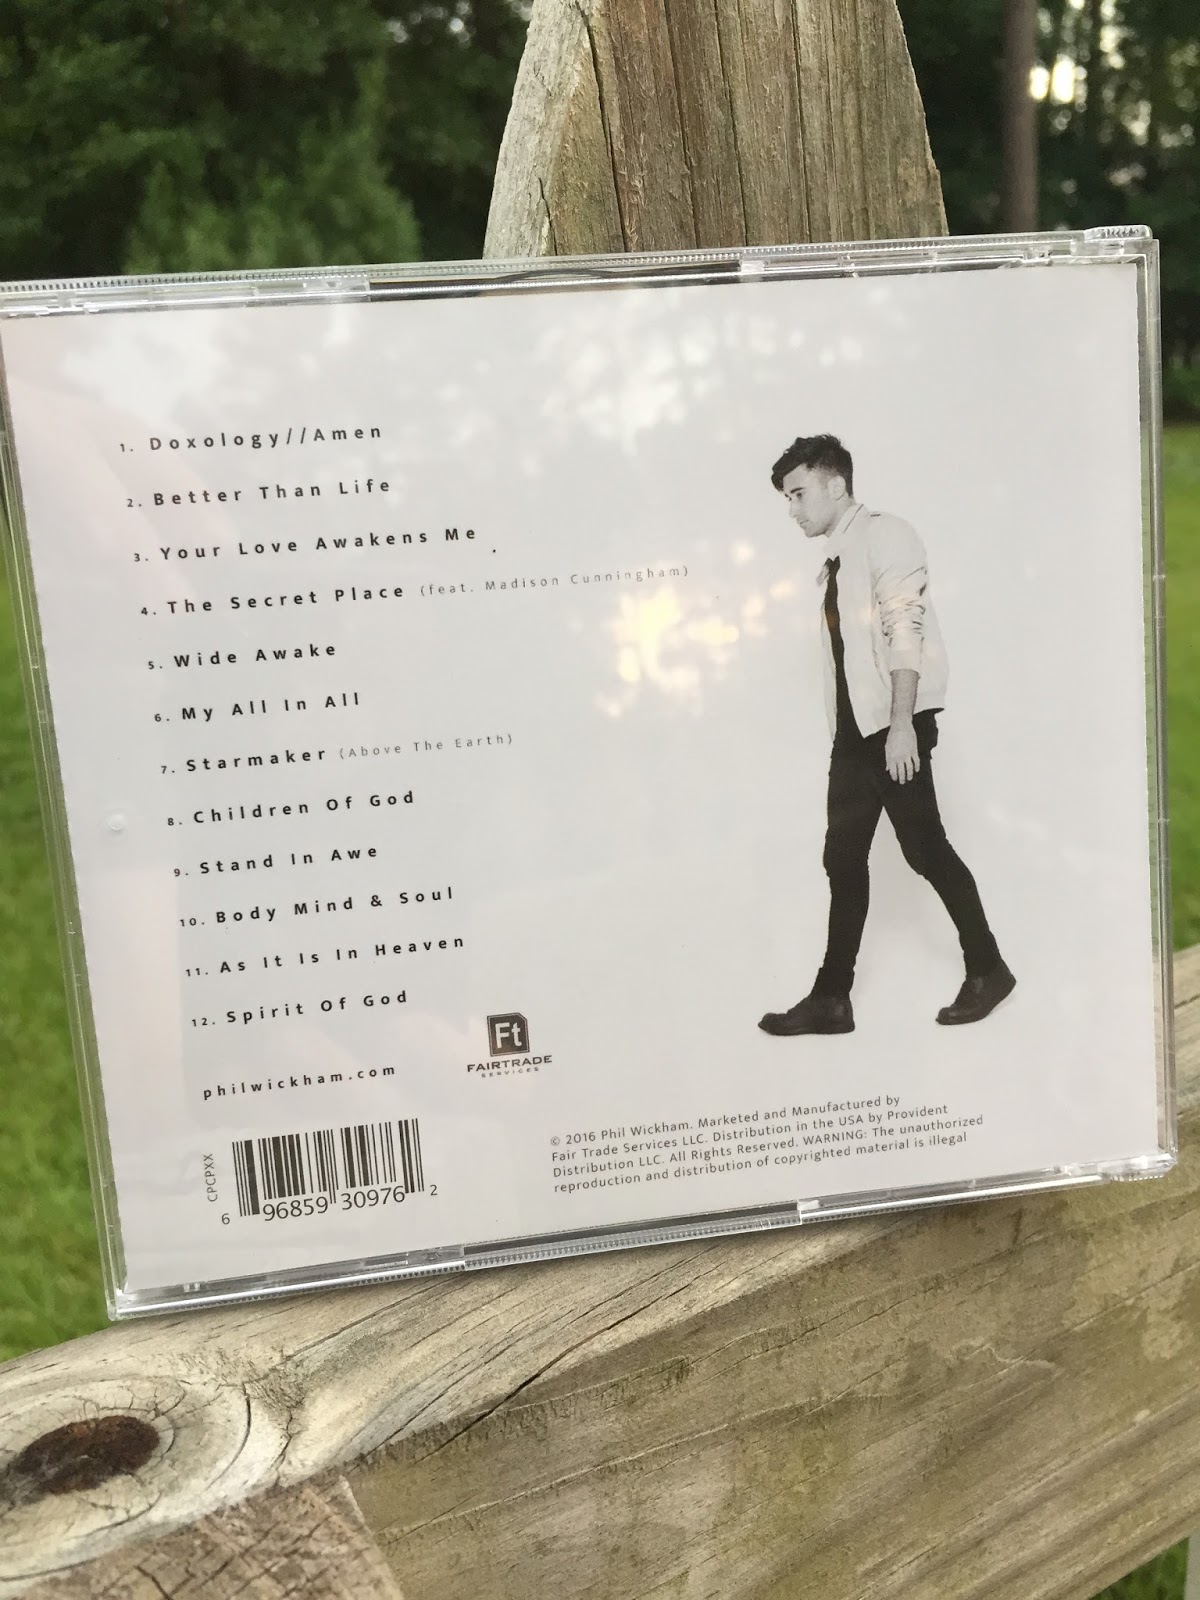 1. Doxology//Amen
2. Better Than Life
3. Your Love Awakens Me
4. The Secret Place (feat. Madison Cunningham)
5. Wide Awake
6. My All In All
7. Starmaker (Above The Earth)
8. Children Of God
9. Stand In Awe
10. Body Mind & Soul
11. As It Is In Heaven
12. Spirit Of God
philwickham.com
Ft
FAIRTRADE
SERVICES
CPCPXX
6 96859 30976 2
© 2016 Phil Wickham. Marketed and Manufactured by
Fair Trade Services LLC. Distribution in the USA by Provident
Distribution LLC. All Rights Reserved. WARNING: The unauthorized
reproduction and distribution of copyrighted material is illegal